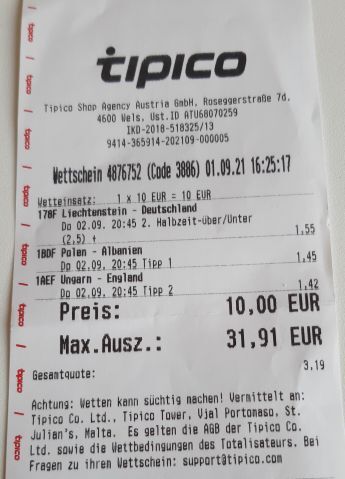 tipico
Tipico Shop Agency Austria GmbH, Roseggerstraße 7d,
4600 Wels, Ust.ID ATU68070259
IKD-2018-518325/13
9414-365914-202109-000005
Wettschein 4876752 (Code 3886) 01.09.21 16:25:17
Wetteinsatz: 1 x 10 EUR = 10 EUR
178F Liechtenstein - Deutschland
Do 02.09. 20:45 2. Halbzeit-über/Unter
(2,5) + 1,55
1BDF Polen - Albanien
Do 02.09. 20:45 Tipp 1 1,45
1AEF Ungarn - England
Do 02.09. 20:45 Tipp 2 1,42
Preis: 10,00 EUR
Max.Ausz.: 31,91 EUR
Gesamtquote: 3,19
Achtung: Wetten kann süchtig machen! Vermittelt an:
Tipico Co. Ltd., Tipico Tower, Vjal Portomaso, St.
Julian's, Malta. Es gelten die AGB der Tipico Co.
Ltd. sowie die Wettbedingungen des Totalisateurs. Bei
Fragen zu ihren Wettschein: support@tipico.com